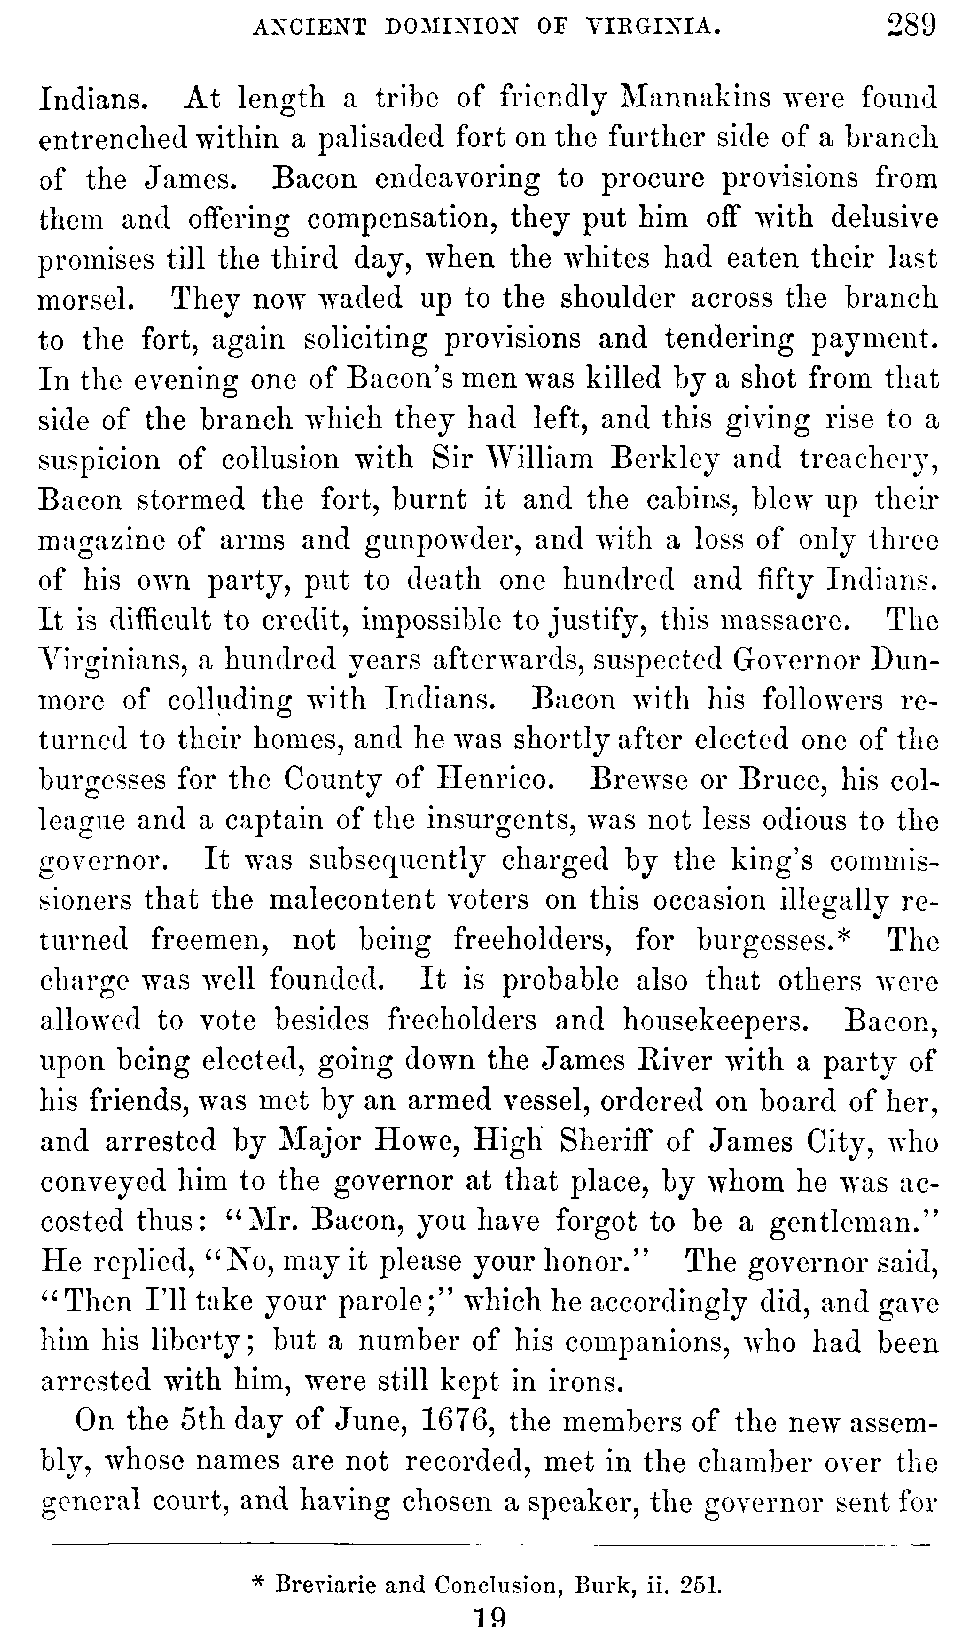 ANCIENT DOMINION OF VIRGINIA. 289
Indians. At length a tribe of friendly Mannakins were found
entrenched within a palisaded fort on the further side of a branch
of the James. Bacon endeavoring to procure provisions from
them and offering compensation, they put him off with delusive
promises till the third day, when the whites had eaten their last
morsel. They now waded up to the shoulder across the branch
to the fort, again soliciting provisions and tendering payment.
In the evening one of Bacon's men was killed by a shot from that
side of the branch which they had left, and this giving rise to a
suspicion of collusion with Sir William Berkley and treachery,
Bacon stormed the fort, burnt it and the cabins, blew up their
magazine of arms and gunpowder, and with a loss of only three
of his own party, put to death one hundred and fifty Indians.
It is difficult to credit, impossible to justify, this massacre. The
Virginians, a hundred years afterwards, suspected Governor Dun-
more of colluding with Indians. Bacon with his followers re-
turned to their homes, and he was shortly after elected one of the
burgesses for the County of Henrico. Brewse or Bruce, his col-
league and a captain of the insurgents, was not less odious to the
governor. It was subsequently charged by the king's commis-
sioners that the malecontent voters on this occasion illegally re-
turned freemen, not being freeholders, for burgesses.* The
charge was well founded. It is probable also that others were
allowed to vote besides freeholders and housekeepers. Bacon,
upon being elected, going down the James River with a party of
his friends, was met by an armed vessel, ordered on board of her,
and arrested by Major Howe, High Sheriff of James City, who
conveyed him to the governor at that place, by whom he was ac-
costed thus: "Mr. Bacon, you have forgot to be a gentleman."
He replied, "No, may it please your honor." The governor said,
"Then I'll take your parole;" which he accordingly did, and gave
him his liberty; but a number of his companions, who had been
arrested with him, were still kept in irons.
On the 5th day of June, 1676, the members of the new assem-
bly, whose names are not recorded, met in the chamber over the
general court, and having chosen a speaker, the governor sent for
* Breviarie and Conclusion, Burk, ii. 251.
19